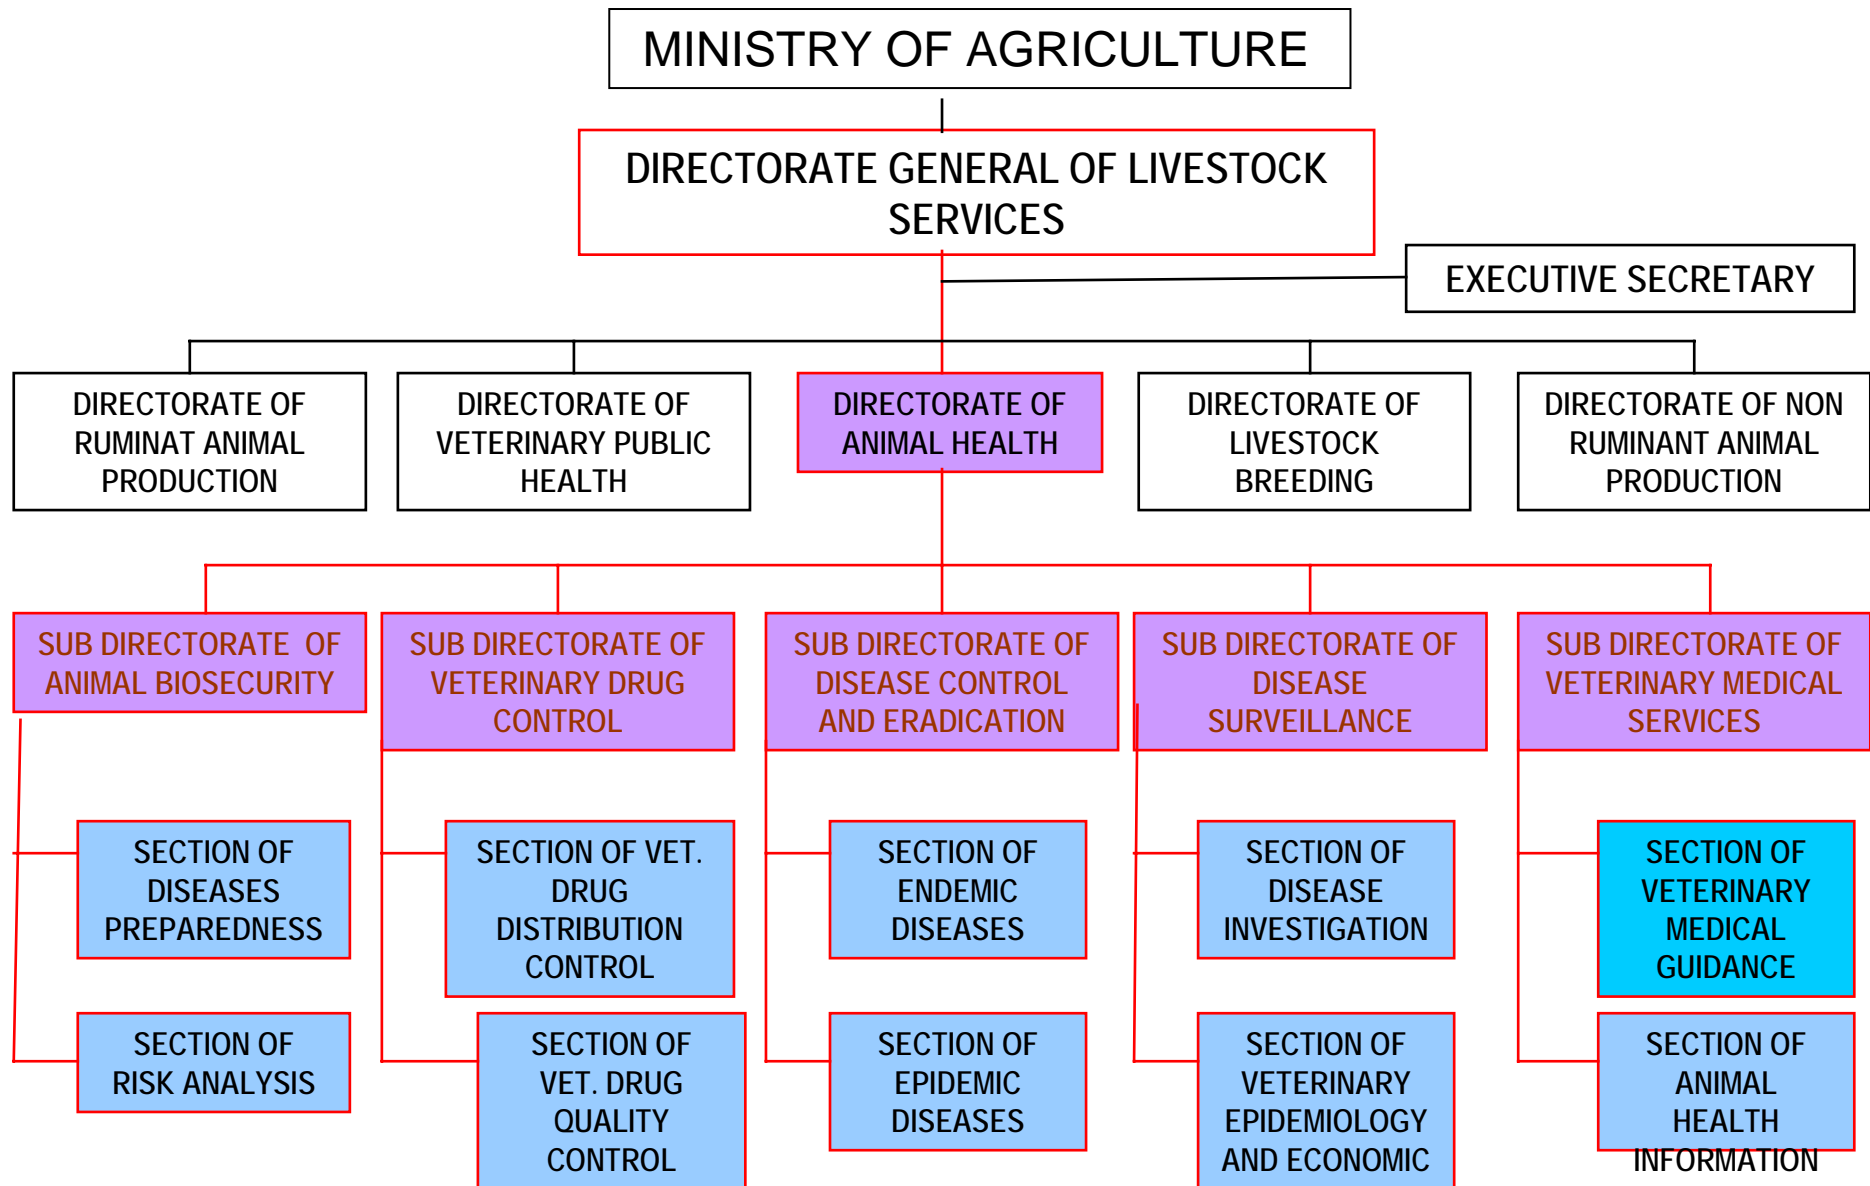 MINISTRY OF AGRICULTURE
DIRECTORATE GENERAL OF LIVESTOCK
SERVICES
EXECUTIVE SECRETARY
DIRECTORATE OF
RUMINAT ANIMAL
PRODUCTION
DIRECTORATE OF
VETERINARY PUBLIC
HEALTH
DIRECTORATE OF
ANIMAL HEALTH
DIRECTORATE OF
LIVESTOCK
BREEDING
DIRECTORATE OF NON
RUMINANT ANIMAL
PRODUCTION
SUB DIRECTORATE OF
ANIMAL BIOSECURITY
SUB DIRECTORATE OF
VETERINARY DRUG
CONTROL
SUB DIRECTORATE OF
DISEASE CONTROL
AND ERADICATION
SUB DIRECTORATE OF
DISEASE
SURVEILLANCE
SUB DIRECTORATE OF
VETERINARY MEDICAL
SERVICES
SECTION OF
DISEASES
PREPAREDNESS
SECTION OF VET.
DRUG
DISTRIBUTION
CONTROL
SECTION OF
ENDEMIC
DISEASES
SECTION OF
DISEASE
INVESTIGATION
SECTION OF
VETERINARY
MEDICAL
GUIDANCE
SECTION OF
RISK ANALYSIS
SECTION OF
VET. DRUG
QUALITY
CONTROL
SECTION OF
EPIDEMIC
DISEASES
SECTION OF
VETERINARY
EPIDEMIOLOGY
AND ECONOMIC
SECTION OF
ANIMAL
HEALTH
INFORMATION